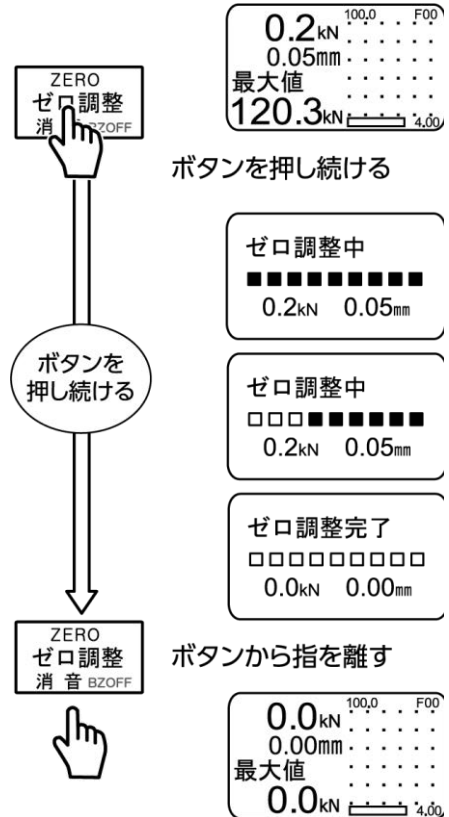 ZERO
ゼロ調整
消 BZOFF
0.2kN
0.05mm
最大値
120.3kN
100.0 F00
4.00
ボタンを押し続ける
ゼロ調整中
■■■■■■■■■
0.2kN 0.05mm
ボタンを
押し続ける
ゼロ調整中
□□□■■■■■■
0.2kN 0.05mm
ゼロ調整完了
□□□□□□□□□
0.0kN 0.00mm
ZERO
ゼロ調整
消 音 BZOFF
ボタンから指を離す
0.0kN
0.00mm
最大値
0.0kN
100.0 F00
4.00